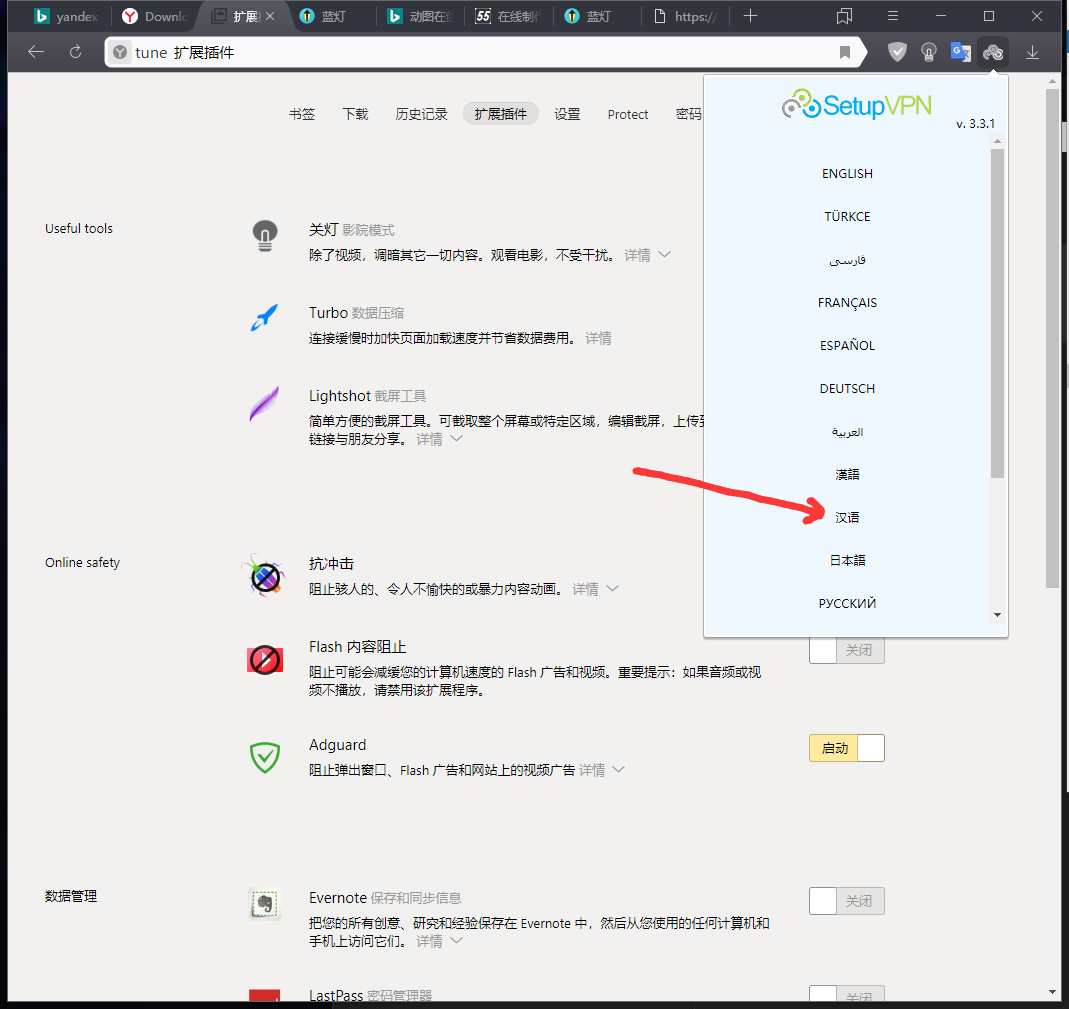 yandex
Downlo
扩展
蓝灯
动图在
55 在线制
蓝灯
https:/
tune 扩展插件
书签
下载
历史记录
扩展插件
设置
Protect
密码
SetupVPN
v. 3.3.1
ENGLISH
TÜRKCE
فارسی
FRANÇAIS
ESPAÑOL
DEUTSCH
العربية
漢語
汉语
日本語
РУССКИЙ
Useful tools
关灯 影院模式
除了视频，调暗其它一切内容。观看电影，不受干扰。 详情
Turbo 数据压缩
连接缓慢时加快页面加载速度并节省数据费用。 详情
Lightshot 截屏工具
简单方便的截屏工具。可截取整个屏幕或特定区域，编辑截屏，上传
链接与朋友分享。 详情
Online safety
抗冲击
阻止骇人的、令人不愉快的或暴力内容动画。 详情
Flash 内容阻止
关闭
阻止可能会减缓您的计算机速度的 Flash 广告和视频。重要提示：如果音频或视
频不播放，请禁用该扩展程序。
Adguard
启动
阻止弹出窗口、Flash 广告和网站上的视频广告 详情
数据管理
Evernote 保存和同步信息
关闭
把您的所有创意、研究和经验保存在 Evernote 中，然后从您使用的任何计算机和
手机上访问它们。 详情
LastPass 密码管理器
关闭